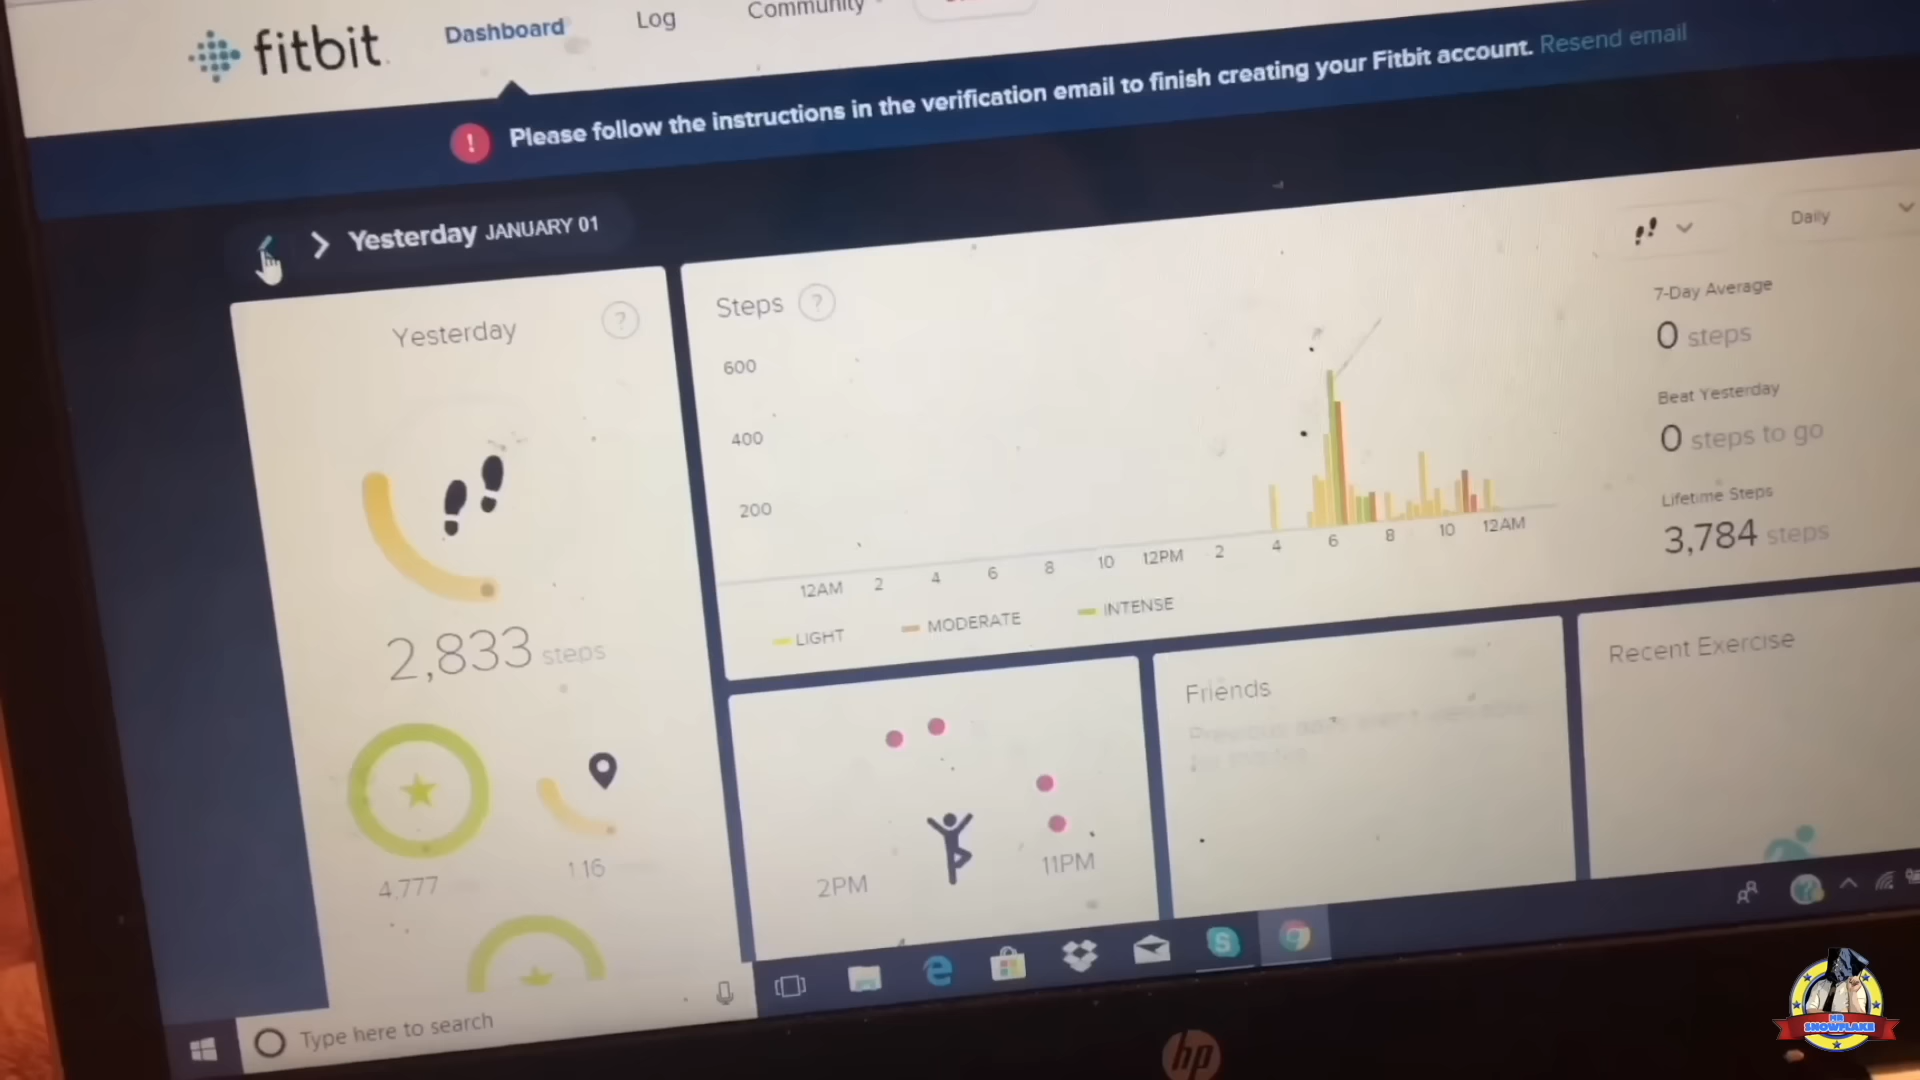 fitbit
Dashboard
Log
Community
Please follow the instructions in the verification email to finish creating your Fitbit account. Resend email
Yesterday JANUARY 01
Daily
Yesterday
?
Steps
?
600
400
200
12AM 2 4 6 8 10 12PM 2 4 6 8 10 12AM
LIGHT
MODERATE
INTENSE
7-Day Average
0 steps
Beat Yesterday
0 steps to go
Lifetime Steps
3,784 steps
2,833 steps
4,777
1.16
2PM
11PM
Friends
Recent Exercise
Type here to search
hp
MR
SNOWFLAKE